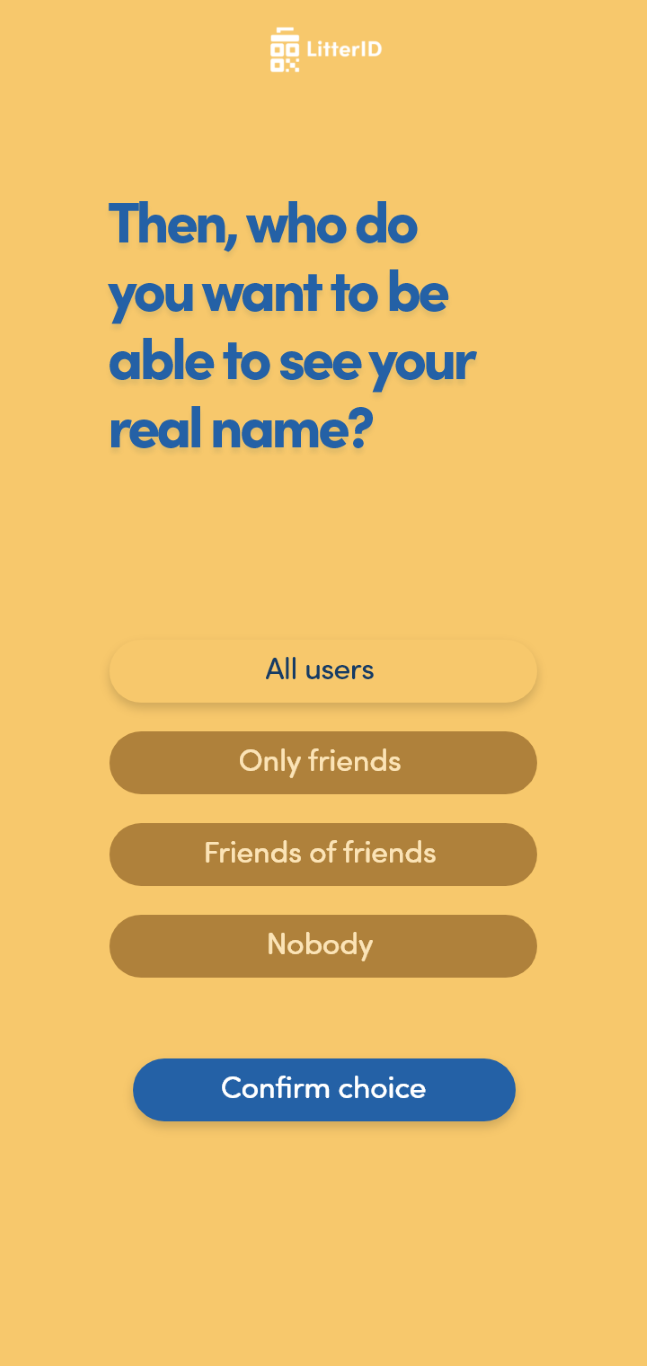 LitterID
Then, who do
you want to be
able to see your
real name?
All users
Only friends
Friends of friends
Nobody
Confirm choice